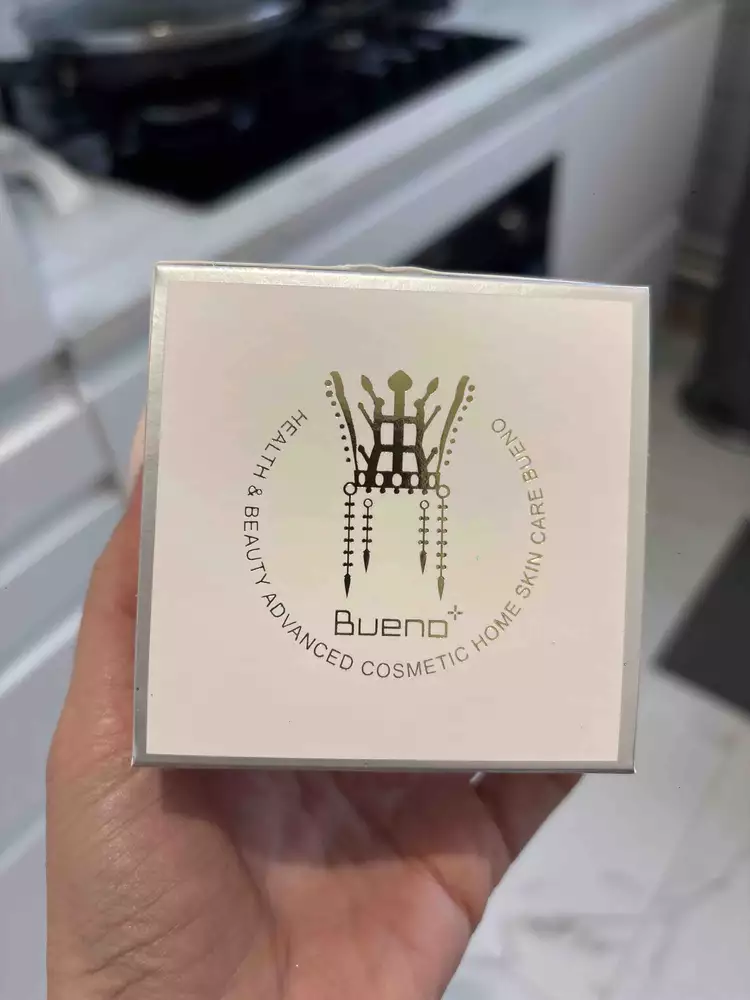 HEALTH & BEAUTY ADVANCED COSMETIC HOME SKIN CARE BUENO
Bueno+